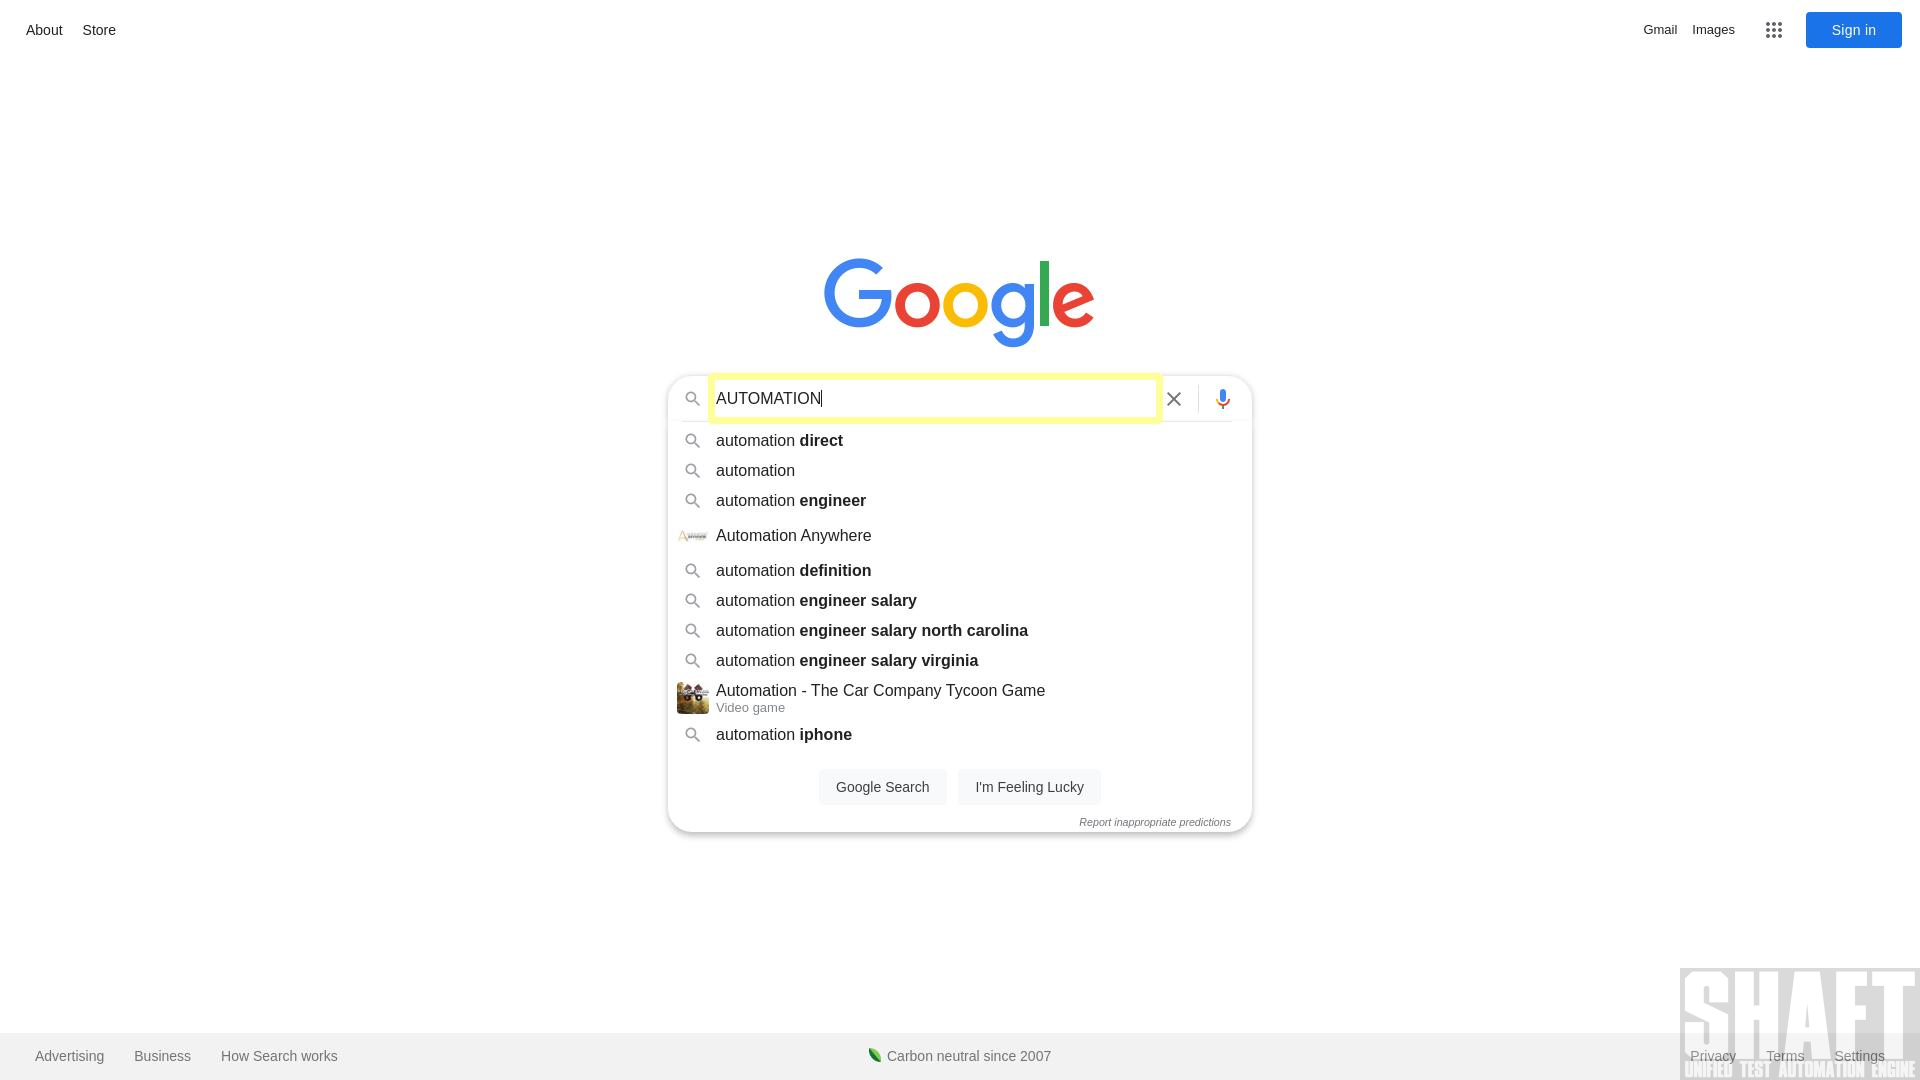 About Store
Gmail Images Sign in
Google
AUTOMATION
automation direct
automation
automation engineer
Automation Anywhere
automation definition
automation engineer salary
automation engineer salary north carolina
automation engineer salary virginia
Automation - The Car Company Tycoon Game
Video game
automation iphone
Google Search I'm Feeling Lucky
Report inappropriate predictions
SHAFT
Advertising Business How Search works Carbon neutral since 2007 Privacy Terms Settings
UNIFIED TEST AUTOMATION ENGINE